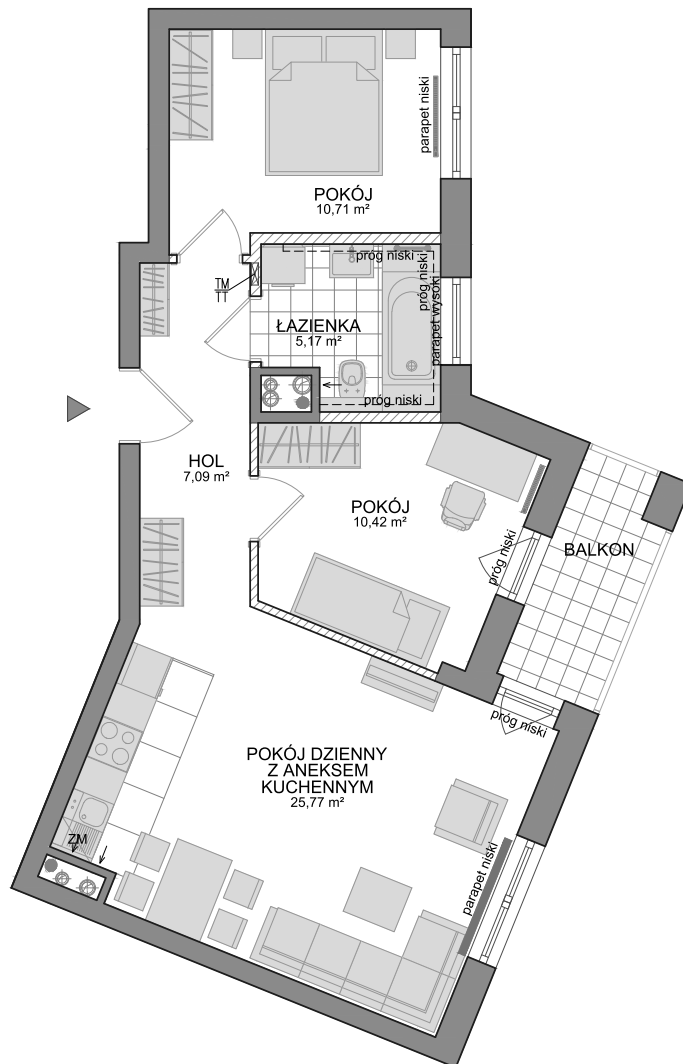 parapet niski
POKÓJ
10,71 m²
próg niski
TM
TT
próg niski
parapet wysoki
ŁAZIENKA
5,17 m²
próg niski
HOL
7,09 m²
POKÓJ
10,42 m²
próg niski
BALKON
próg niski
POKÓJ DZIENNY
Z ANEKSEM
KUCHENNYM
25,77 m²
ZM
parapet niski